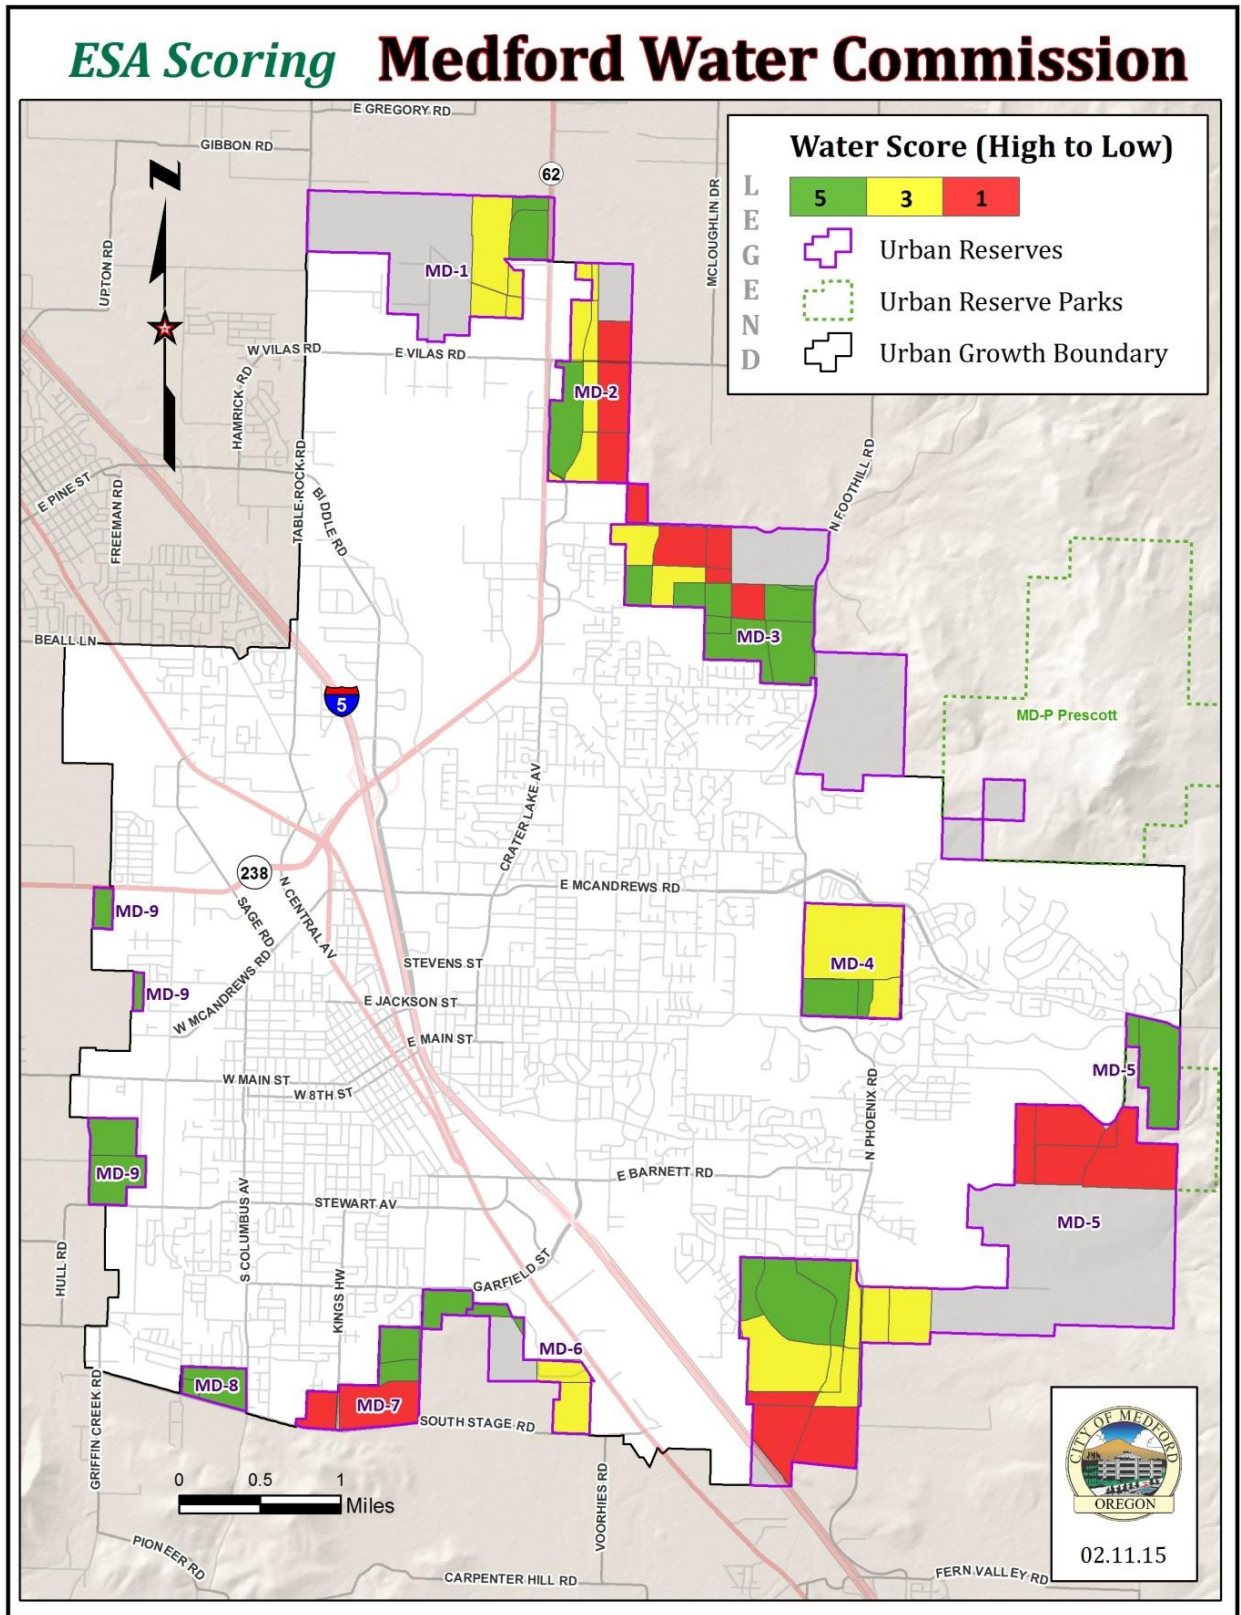 ESA Scoring Medford Water Commission
E GREGORY RD
GIBBON RD
62
MCLOUGHLIN DR
UPTON RD
Water Score (High to Low)
LEGEND
5 3 1
Urban Reserves
Urban Reserve Parks
Urban Growth Boundary
N
MD-1
W VILAS RD
E VILAS RD
HAMRICK RD
MD-2
TABLE ROCK RD
BIDDLE RD
N FOOTHILL RD
E PINE ST
FREEMAN RD
BEALL LN
MD-3
5
MD-P Prescott
CRATER LAKE AV
238
E MCANDREWS RD
N CENTRAL AV
SAGE RD
MD-9
W MCANDREWS RD
STEVENS ST
MD-4
MD-9
E JACKSON ST
E MAIN ST
W MAIN ST
W 8TH ST
MD-5
N PHOENIX RD
MD-9
E BARNETT RD
S COLUMBUS AV
STEWART AV
MD-5
HULL RD
GARFIELD ST
KINGS HW
MD-6
MD-8
MD-7
SOUTH STAGE RD
GRIFFIN CREEK RD
0 0.5 1
Miles
VOORHIES RD
CITY OF MEDFORD
OREGON
02.11.15
PIONEER RD
CARPENTER HILL RD
FERN VALLEY RD